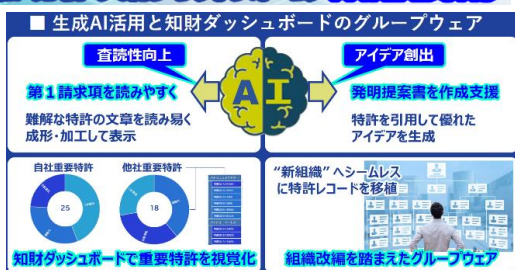 ■ 生成AI活用と知財ダッシュボードのグループウェア
査読性向上
アイデア創出
第1請求項を読みやすく
難解な特許の文章を読み易く
成形・加工して表示
AI
発明提案書を作成支援
特許を引用して優れた
アイデアを生成
自社重要特許
他社重要特許
25
18
知財ダッシュボードで重要特許を視覚化
“新組織”へシームレス
に特許レコードを移植
組織改編を踏まえたグループウェア